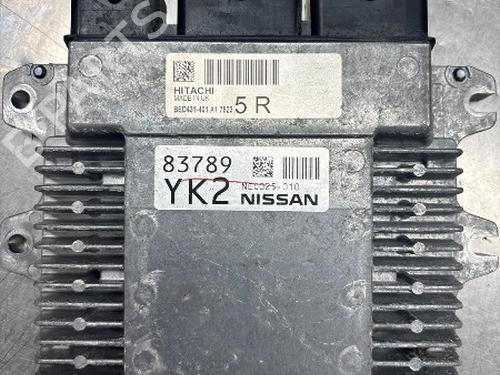 HITACHI
MADE IN UK
BED431-401 A1 7823
5 R
83789
YK2
NEC025-010
NISSAN